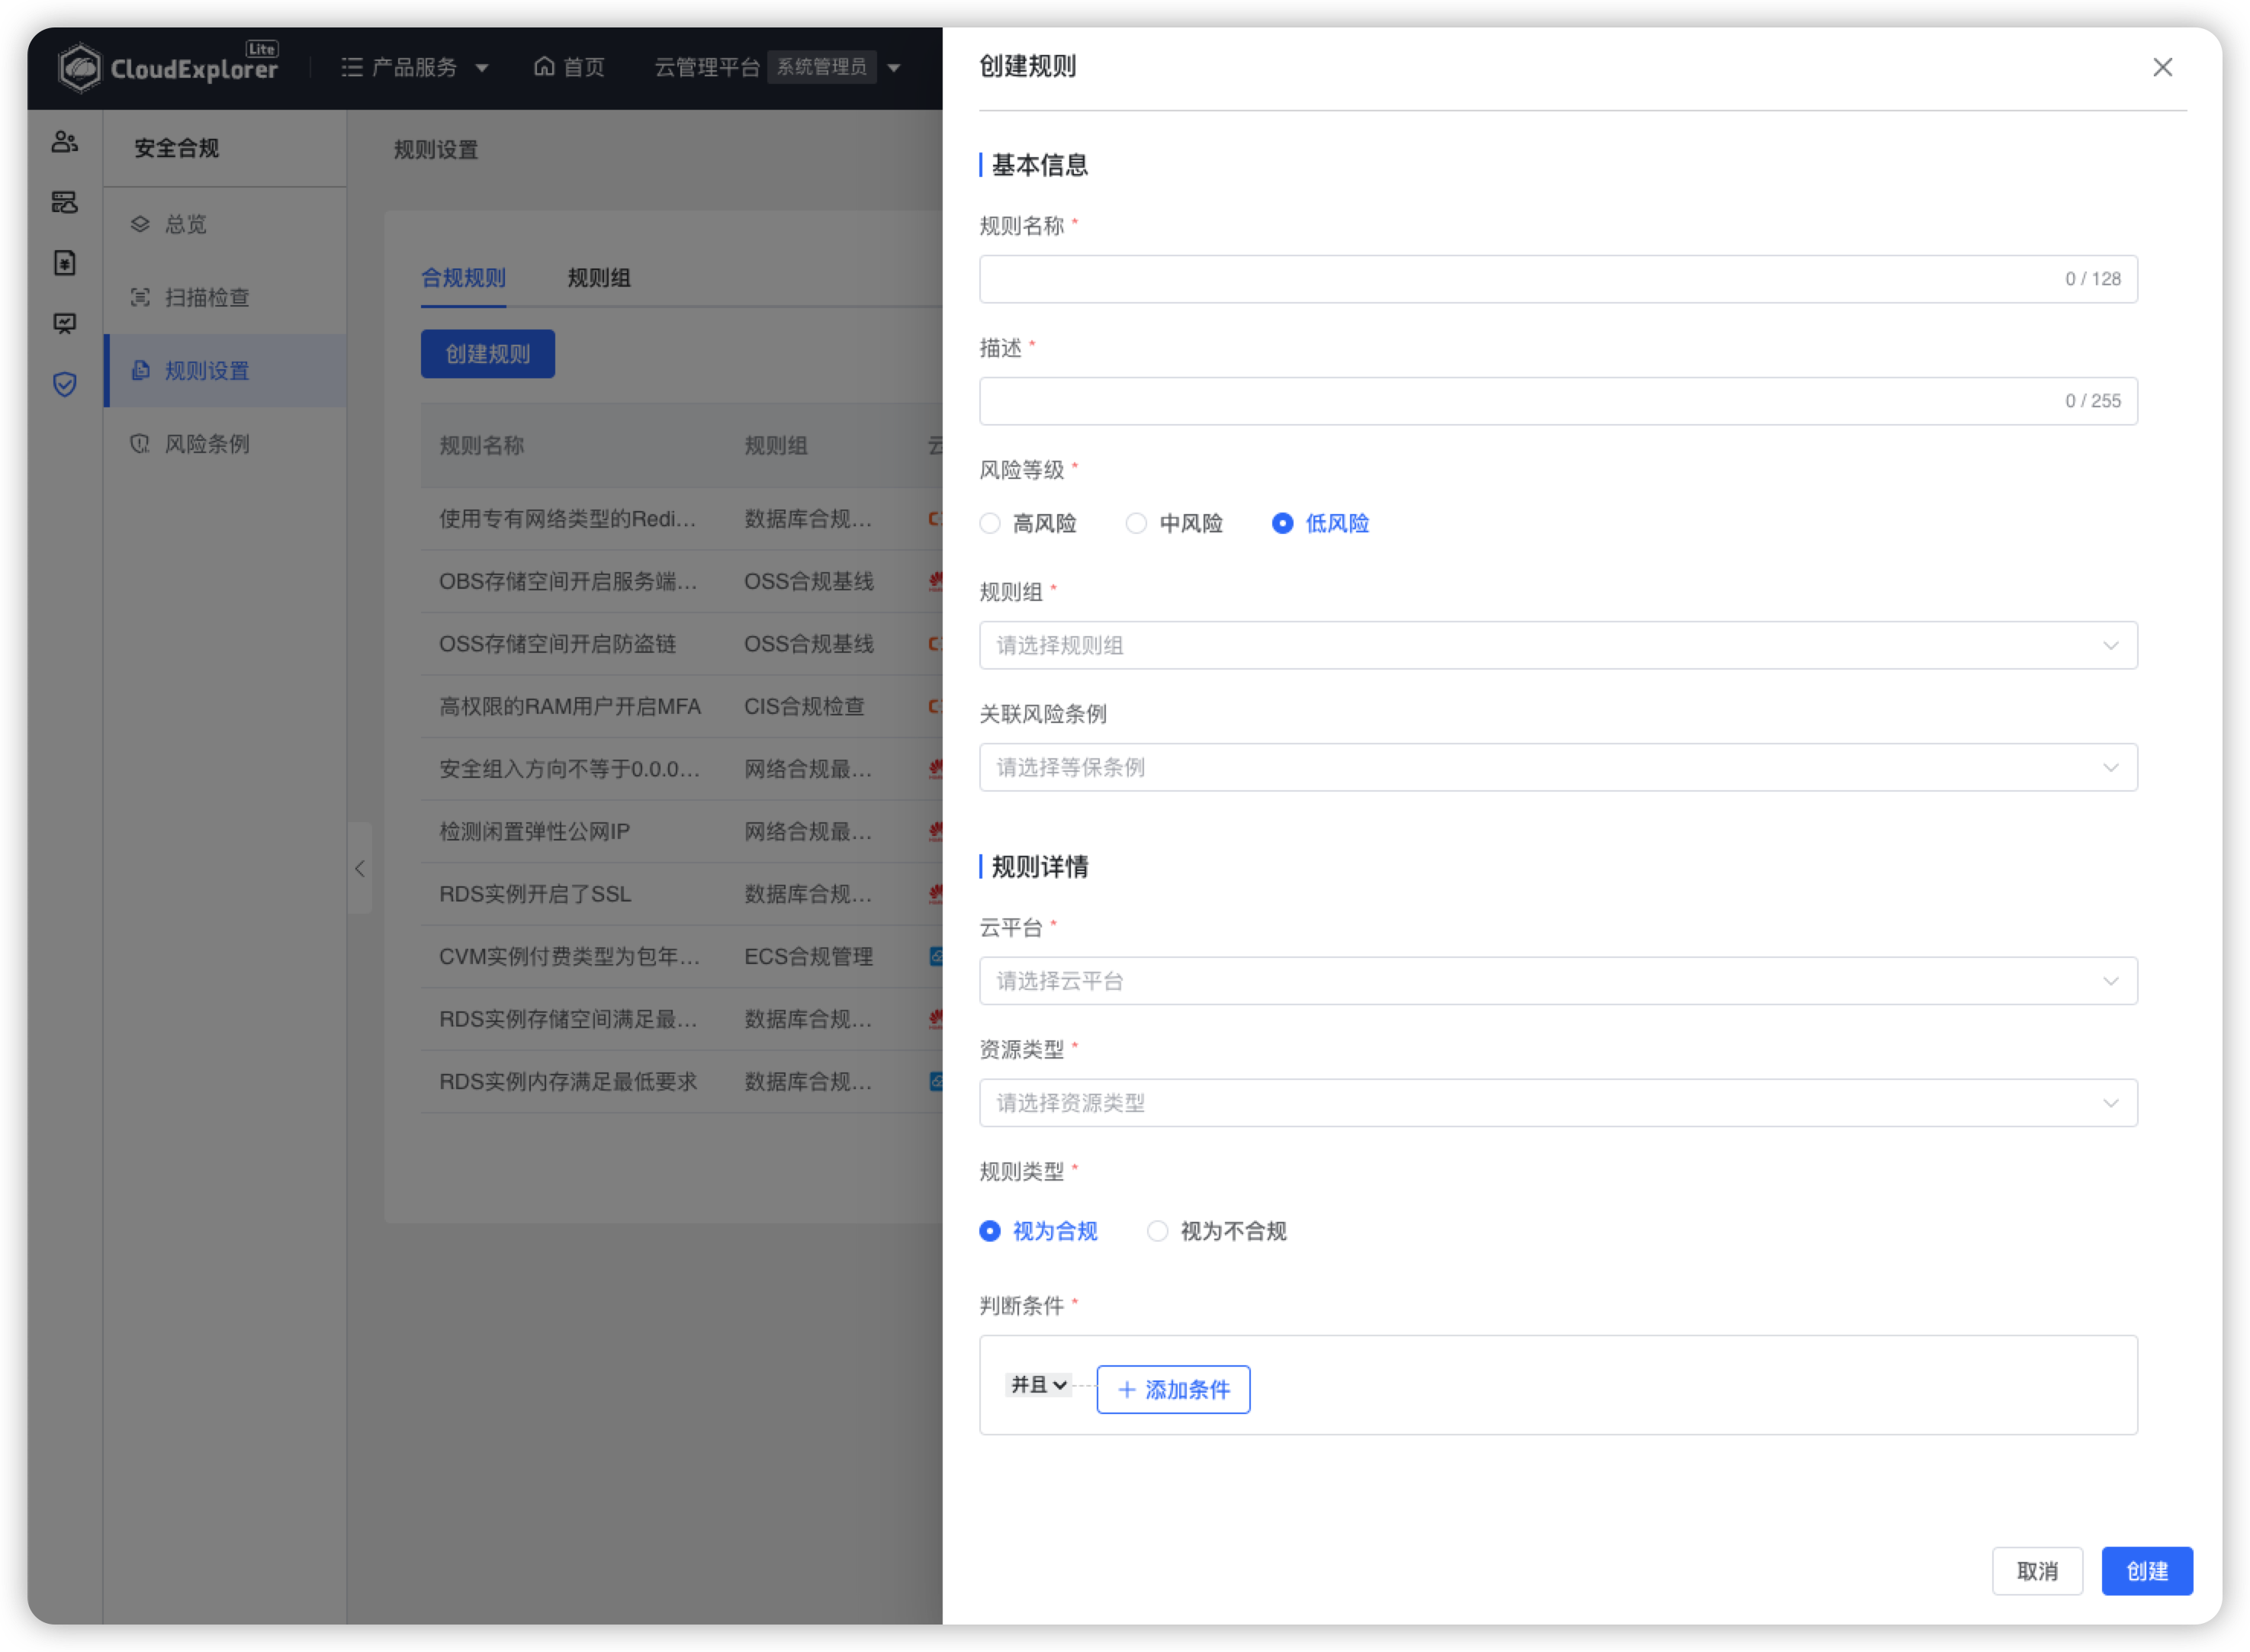 CloudExplorer Lite
产品服务
首页
云管理平台 系统管理员
安全合规
总览
扫描检查
规则设置
风险条例
规则设置
合规规则 规则组
创建规则
规则名称 规则组 云
使用专有网络类型的Redi... 数据库合规...
OBS存储空间开启服务端... OSS合规基线
OSS存储空间开启防盗链 OSS合规基线
高权限的RAM用户开启MFA CIS合规检查
安全组入方向不等于0.0.0... 网络合规最...
检测闲置弹性公网IP 网络合规最...
RDS实例开启了SSL 数据库合规...
CVM实例付费类型为包年... ECS合规管理
RDS实例存储空间满足最... 数据库合规...
RDS实例内存满足最低要求 数据库合规...
创建规则
基本信息
规则名称 *
0 / 128
描述 *
0 / 255
风险等级 *
高风险 中风险 低风险
规则组 *
请选择规则组
关联风险条例
请选择等保条例
规则详情
云平台 *
请选择云平台
资源类型 *
请选择资源类型
规则类型 *
视为合规 视为不合规
判断条件 *
并且 + 添加条件
取消 创建